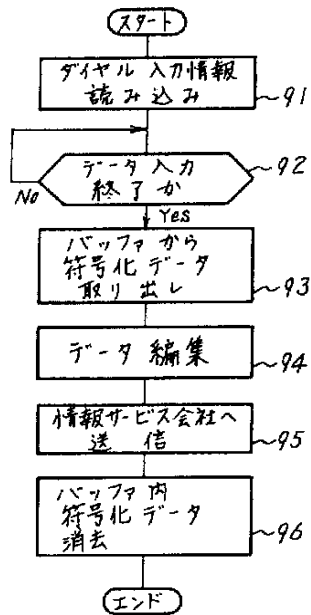 スタート
ダイヤル 入力情報
読み込み
91
データ入力
終了か
92
No
Yes
バッファから
符号化データ
取り出し
93
データ 編集
94
情報サービス会社へ
送信
95
バッファ内
符号化データ
消去
96
エンド